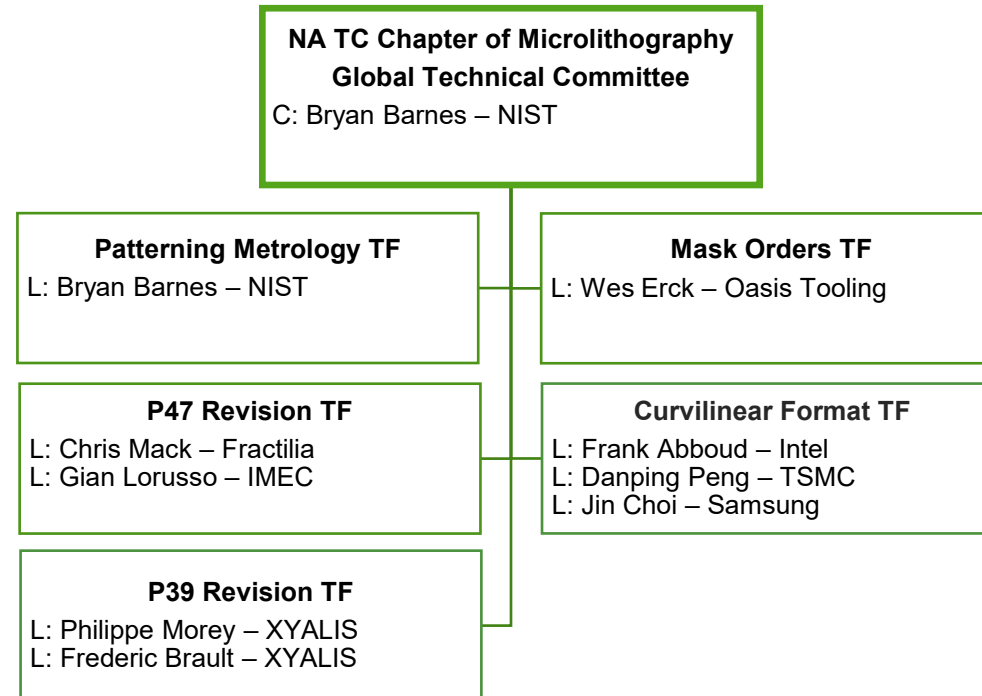 NA TC Chapter of Microlithography
Global Technical Committee
C: Bryan Barnes – NIST
Patterning Metrology TF
L: Bryan Barnes – NIST
Mask Orders TF
L: Wes Erck – Oasis Tooling
P47 Revision TF
L: Chris Mack – Fractilia
L: Gian Lorusso – IMEC
Curvilinear Format TF
L: Frank Abboud – Intel
L: Danping Peng – TSMC
L: Jin Choi – Samsung
P39 Revision TF
L: Philippe Morey – XYALIS
L: Frederic Brault – XYALIS